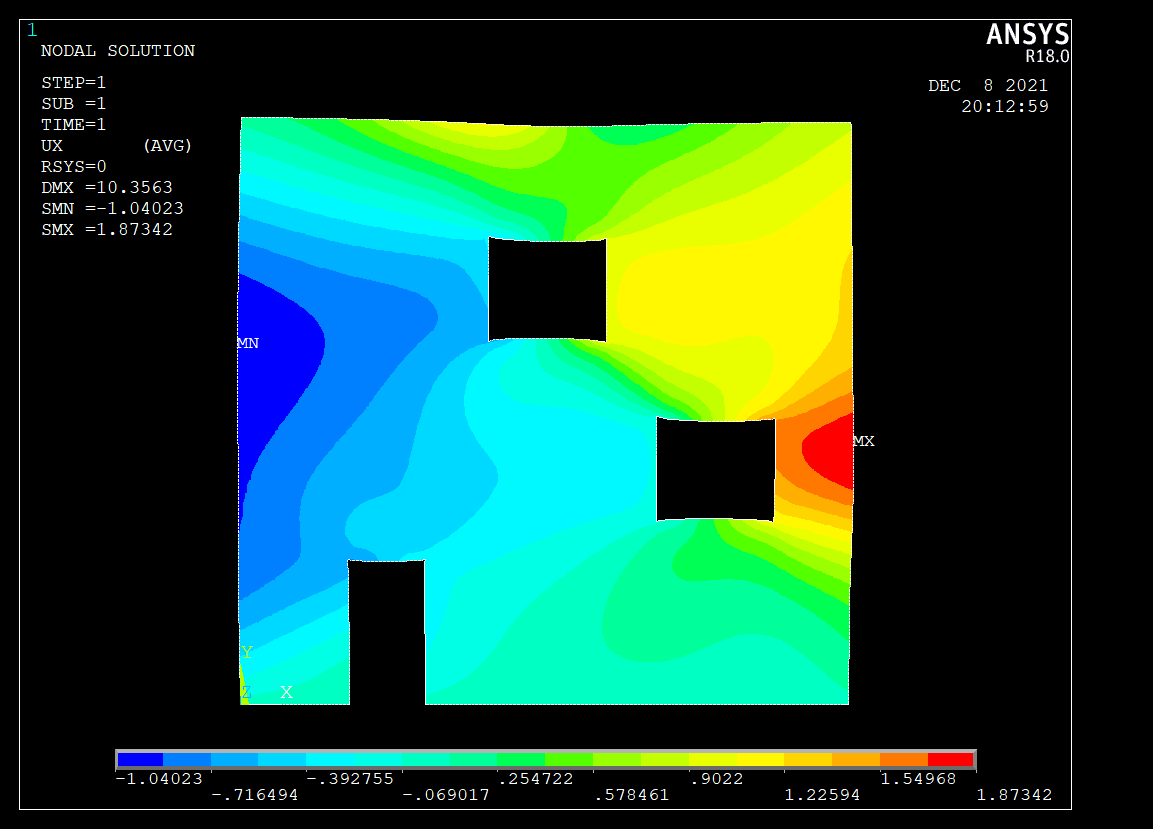 1
ANSYS
R18.0
NODAL SOLUTION
STEP=1
SUB =1
TIME=1
UX (AVG)
RSYS=0
DMX =10.3563
SMN =-1.04023
SMX =1.87342
DEC 8 2021
20:12:59
MN
MX
Y
Z X
-1.04023 -.392755 .254722 .9022 1.54968
-.716494 -.069017 .578461 1.22594 1.87342